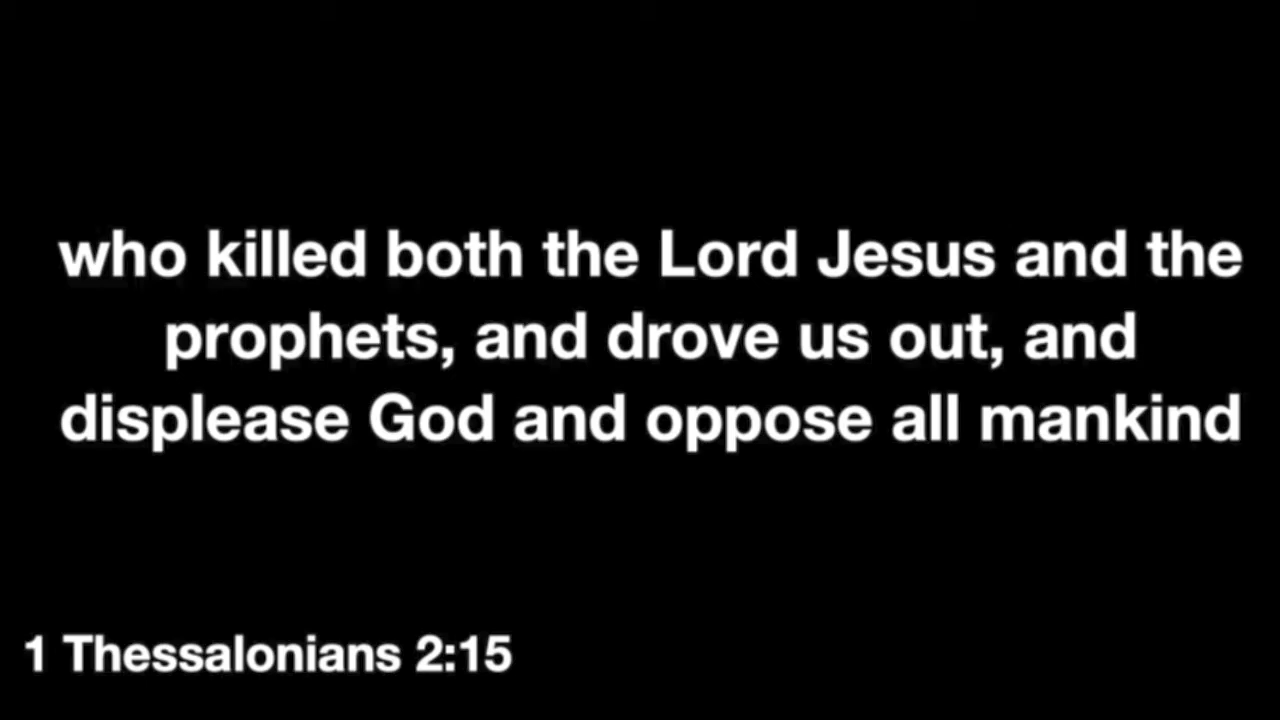 who killed both the Lord Jesus and the
prophets, and drove us out, and
displease God and oppose all mankind
1 Thessalonians 2:15